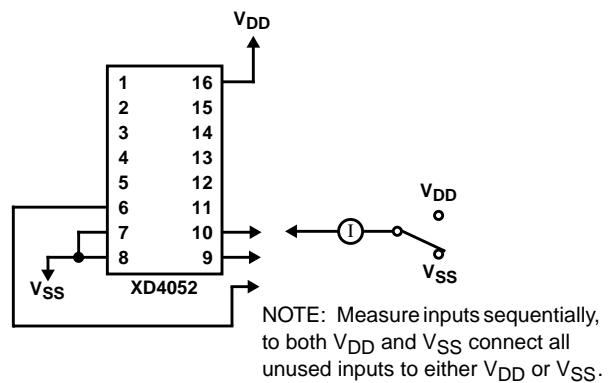 VDD
1 16
2 15
3 14
4 13
5 12
6 11
7 10
8 9
VSS
XD4052
I
VDD
VSS
NOTE: Measure inputs sequentially,
to both VDD and VSS connect all
unused inputs to either VDD or VSS.